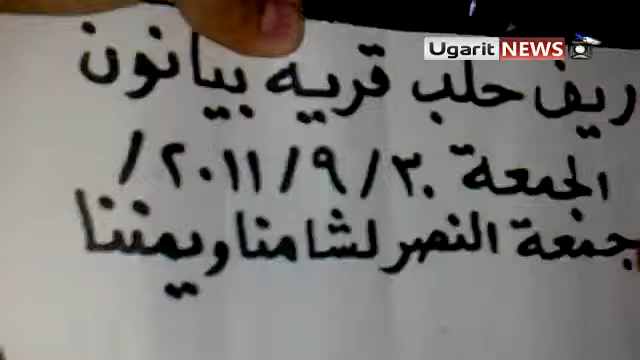 Ugarit NEWS
ريف حلب قريه بيانون
الجمعة ٣٠/٩/٢٠١١/
جمعة النصر لشامنا ويمننا